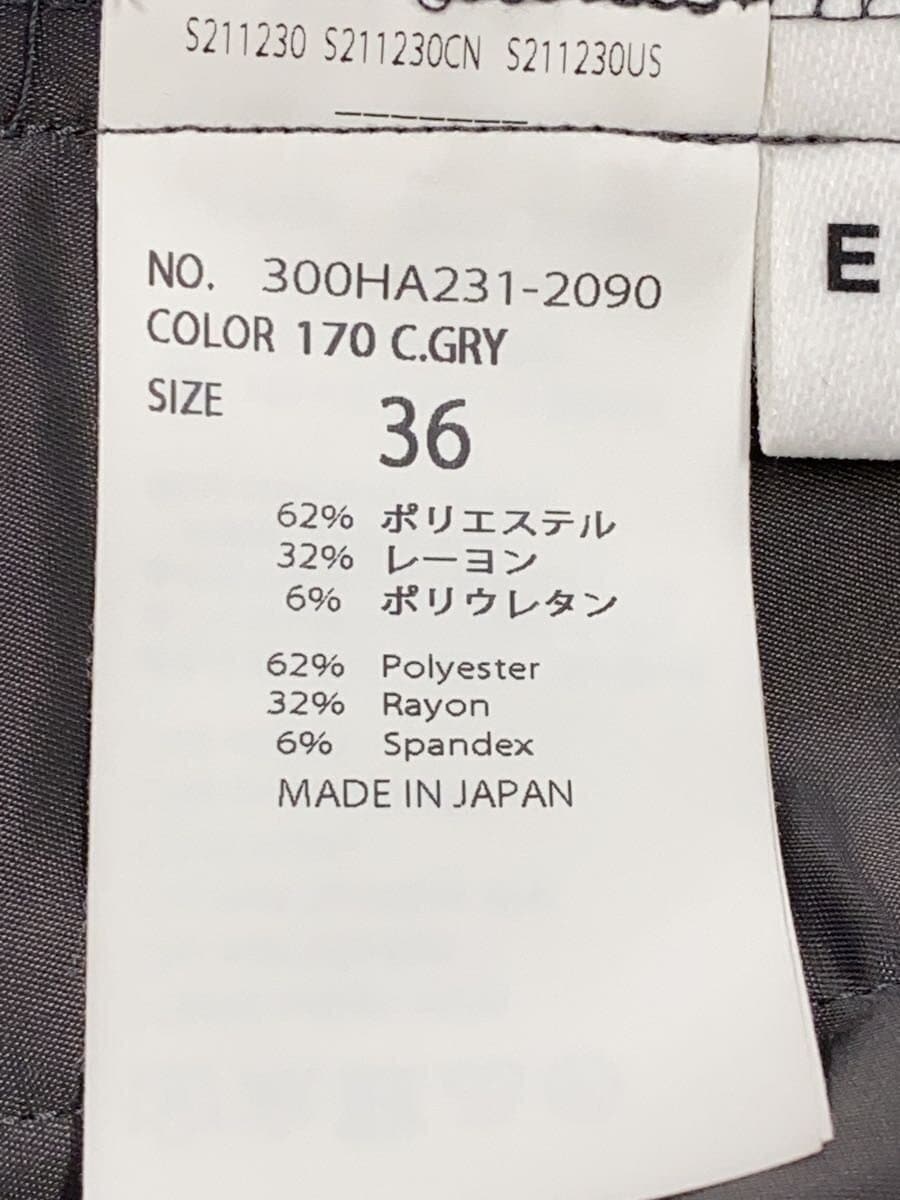 S211230 S211230CN S211230US
NO. 300HA231-2090
COLOR 170 C.GRY
SIZE 36
62% ポリエステル
32% レーヨン
6% ポリウレタン
62% Polyester
32% Rayon
6% Spandex
MADE IN JAPAN
E